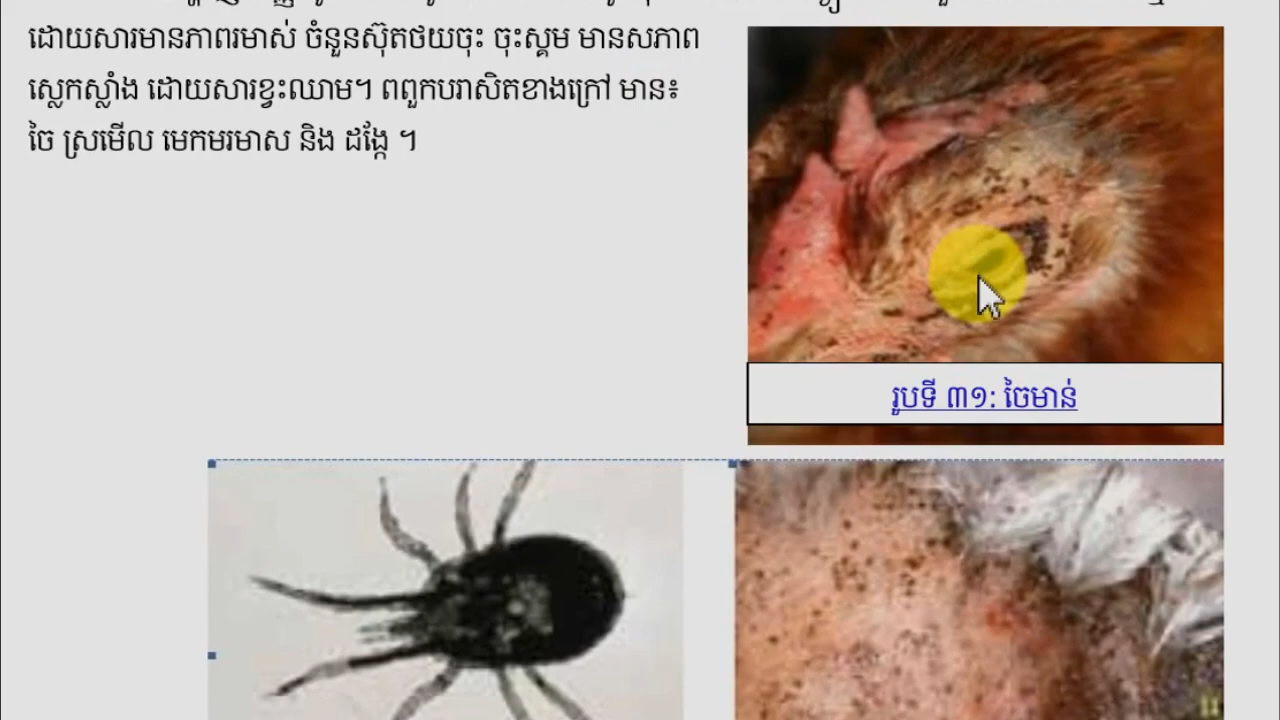 ដោយសារមានភាពរមាស់ ចំនួនស៊ុតថយចុះ ចុះស្គម មានសភាព
ស្លេកស្លាំង ដោយសារខ្វះឈាម។ ពពួកបរាសិតខាងក្រៅ មាន៖
ចៃ ស្រមើល មេកមរមាស និង ដង្កែ ។
រូបទី ៣១: ចៃមាន់